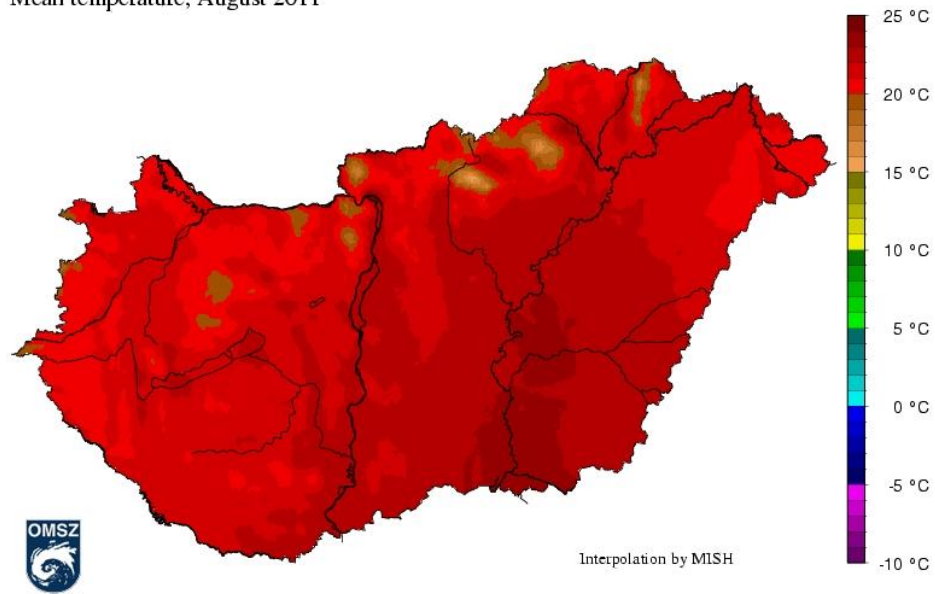 Mean temperature, August 2011
25 °C
20 °C
15 °C
10 °C
5 °C
0 °C
-5 °C
-10 °C
OMSZ
Interpolation by MISH